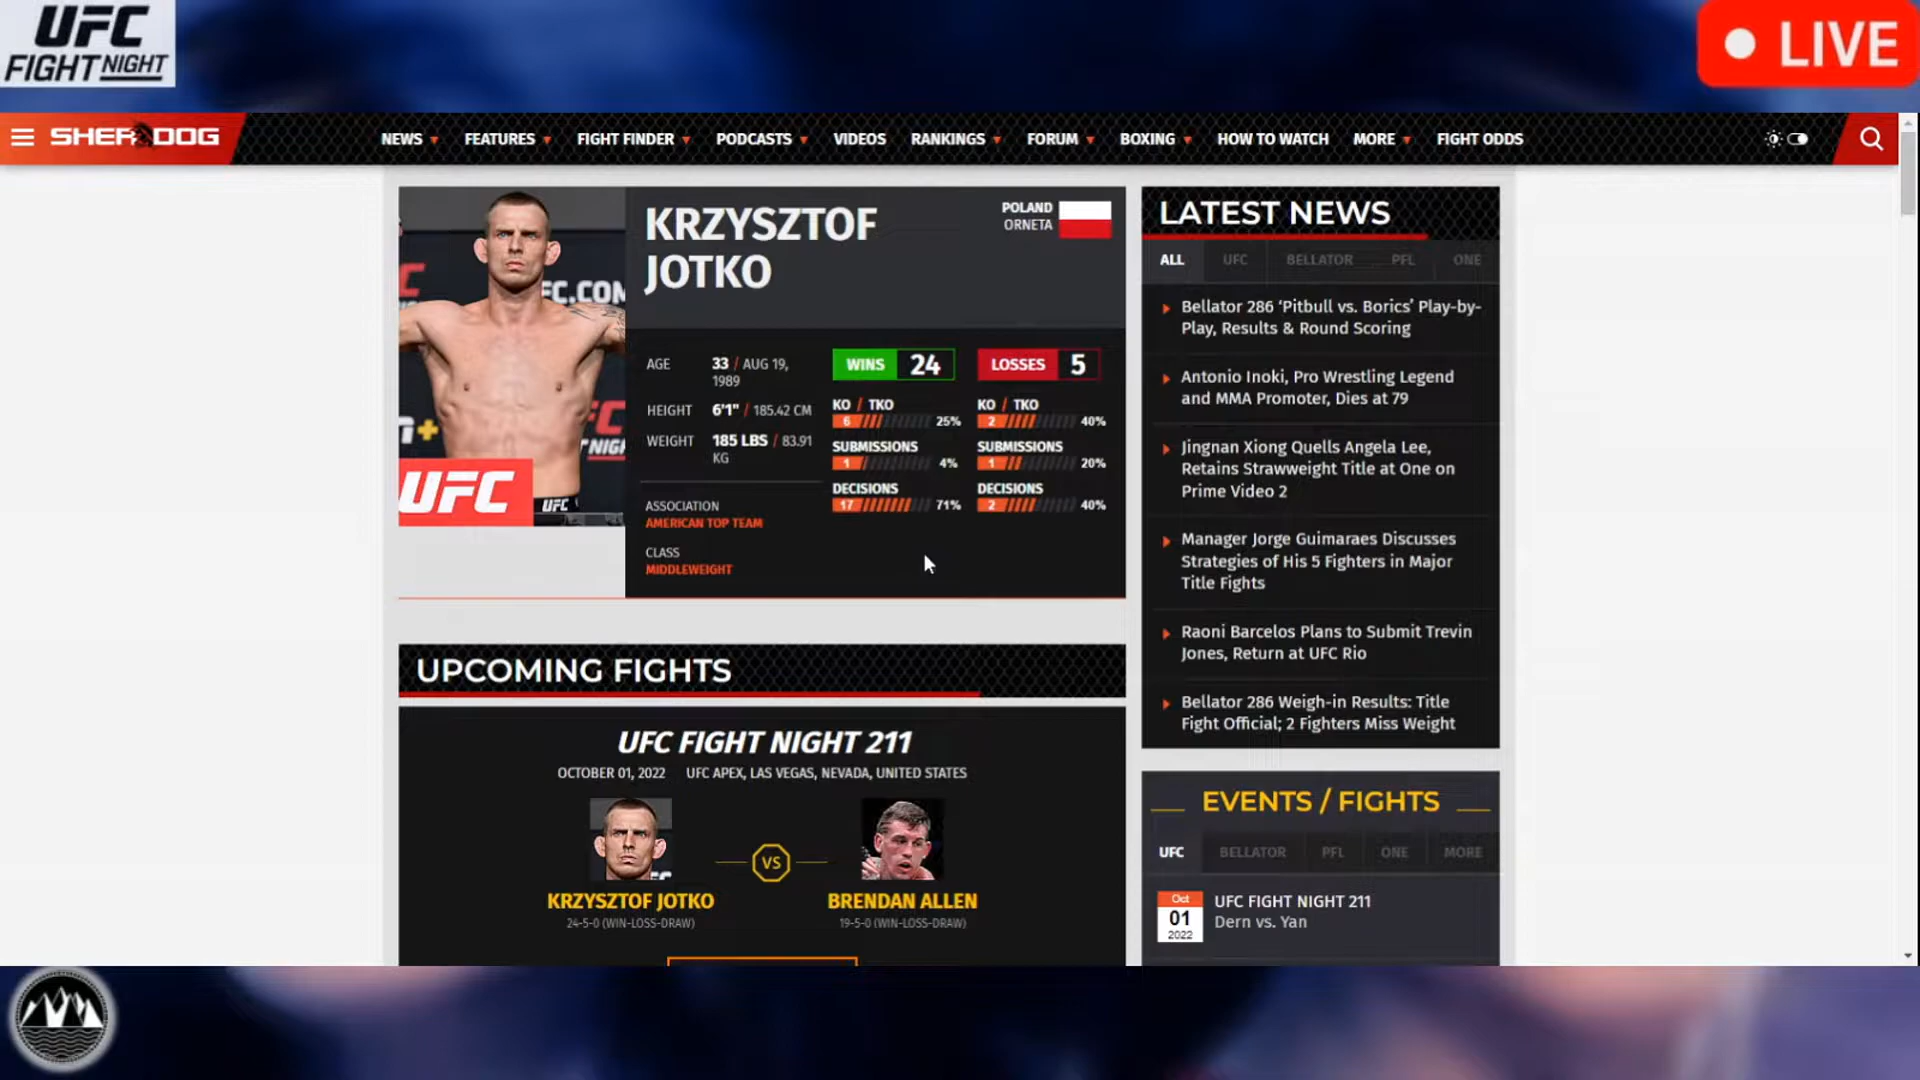 UFC
FIGHT NIGHT
LIVE
SHERDOG
NEWS FEATURES FIGHT FINDER PODCASTS VIDEOS RANKINGS FORUM BOXING HOW TO WATCH MORE FIGHT ODDS
KRZYSZTOF
JOTKO
POLAND
ORNETA
AGE 33 / AUG 19,
1989
HEIGHT 6'1" / 185.42 CM
WEIGHT 185 LBS / 83.91
KG
ASSOCIATION
AMERICAN TOP TEAM
CLASS
MIDDLEWEIGHT
WINS 24
KO / TKO
6 25%
SUBMISSIONS
1 4%
DECISIONS
17 71%
LOSSES 5
KO / TKO
2 40%
SUBMISSIONS
1 20%
DECISIONS
2 40%
UFC
UFC
UPCOMING FIGHTS
UFC FIGHT NIGHT 211
OCTOBER 01, 2022 UFC APEX, LAS VEGAS, NEVADA, UNITED STATES
VS
KRZYSZTOF JOTKO BRENDAN ALLEN
24-5-0 (WIN-LOSS-DRAW) 19-5-0 (WIN-LOSS-DRAW)
LATEST NEWS
ALL UFC BELLATOR PFL ONE
Bellator 286 ‘Pitbull vs. Borics’ Play-by-
Play, Results & Round Scoring
Antonio Inoki, Pro Wrestling Legend
and MMA Promoter, Dies at 79
Jingnan Xiong Quells Angela Lee,
Retains Strawweight Title at One on
Prime Video 2
Manager Jorge Guimaraes Discusses
Strategies of His 5 Fighters in Major
Title Fights
Raoni Barcelos Plans to Submit Trevin
Jones, Return at UFC Rio
Bellator 286 Weigh-in Results: Title
Fight Official; 2 Fighters Miss Weight
EVENTS / FIGHTS
UFC BELLATOR PFL ONE MORE
Oct
01
2022
UFC FIGHT NIGHT 211
Dern vs. Yan